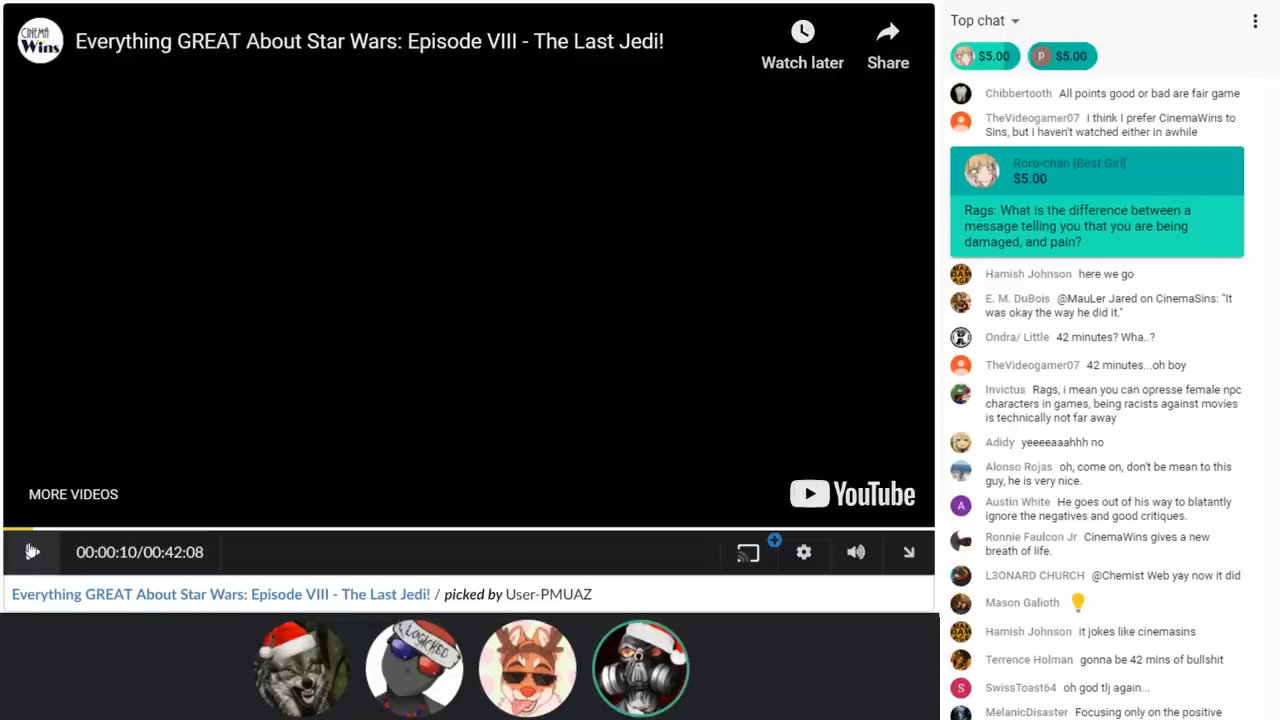 CINEMA
Wins
Everything GREAT About Star Wars: Episode VIII - The Last Jedi!
Watch later
Share
MORE VIDEOS
YouTube
00:00:10/00:42:08
Everything GREAT About Star Wars: Episode VIII - The Last Jedi! / picked by User-PMUAZ
LOGICKED
Top chat
$5.00
P $5.00
Chibbertooth All points good or bad are fair game
TheVideogamer07 I think I prefer CinemaWins to
Sins, but I haven't watched either in awhile
Roro-chan [Best Girl]
$5.00
Rags: What is the difference between a
message telling you that you are being
damaged, and pain?
Hamish Johnson here we go
E. M. DuBois @MauLer Jared on CinemaSins: "It
was okay the way he did it."
Ondra/ Little 42 minutes? Wha..?
TheVideogamer07 42 minutes...oh boy
Invictus Rags, i mean you can opresse female npc
characters in games, being racists against movies
is technically not far away
Adidy yeeeeaaahhh no
Alonso Rojas oh, come on, don't be mean to this
guy, he is very nice.
A Austin White He goes out of his way to blatantly
ignore the negatives and good critiques.
Ronnie Faulcon Jr CinemaWins gives a new
breath of life.
L3ONARD CHURCH @Chemist Web yay now it did
Mason Galioth
Hamish Johnson it jokes like cinemasins
Terrence Holman gonna be 42 mins of bullshit
S SwissToast64 oh god tlj again...
MelanicDisaster Focusing only on the positive